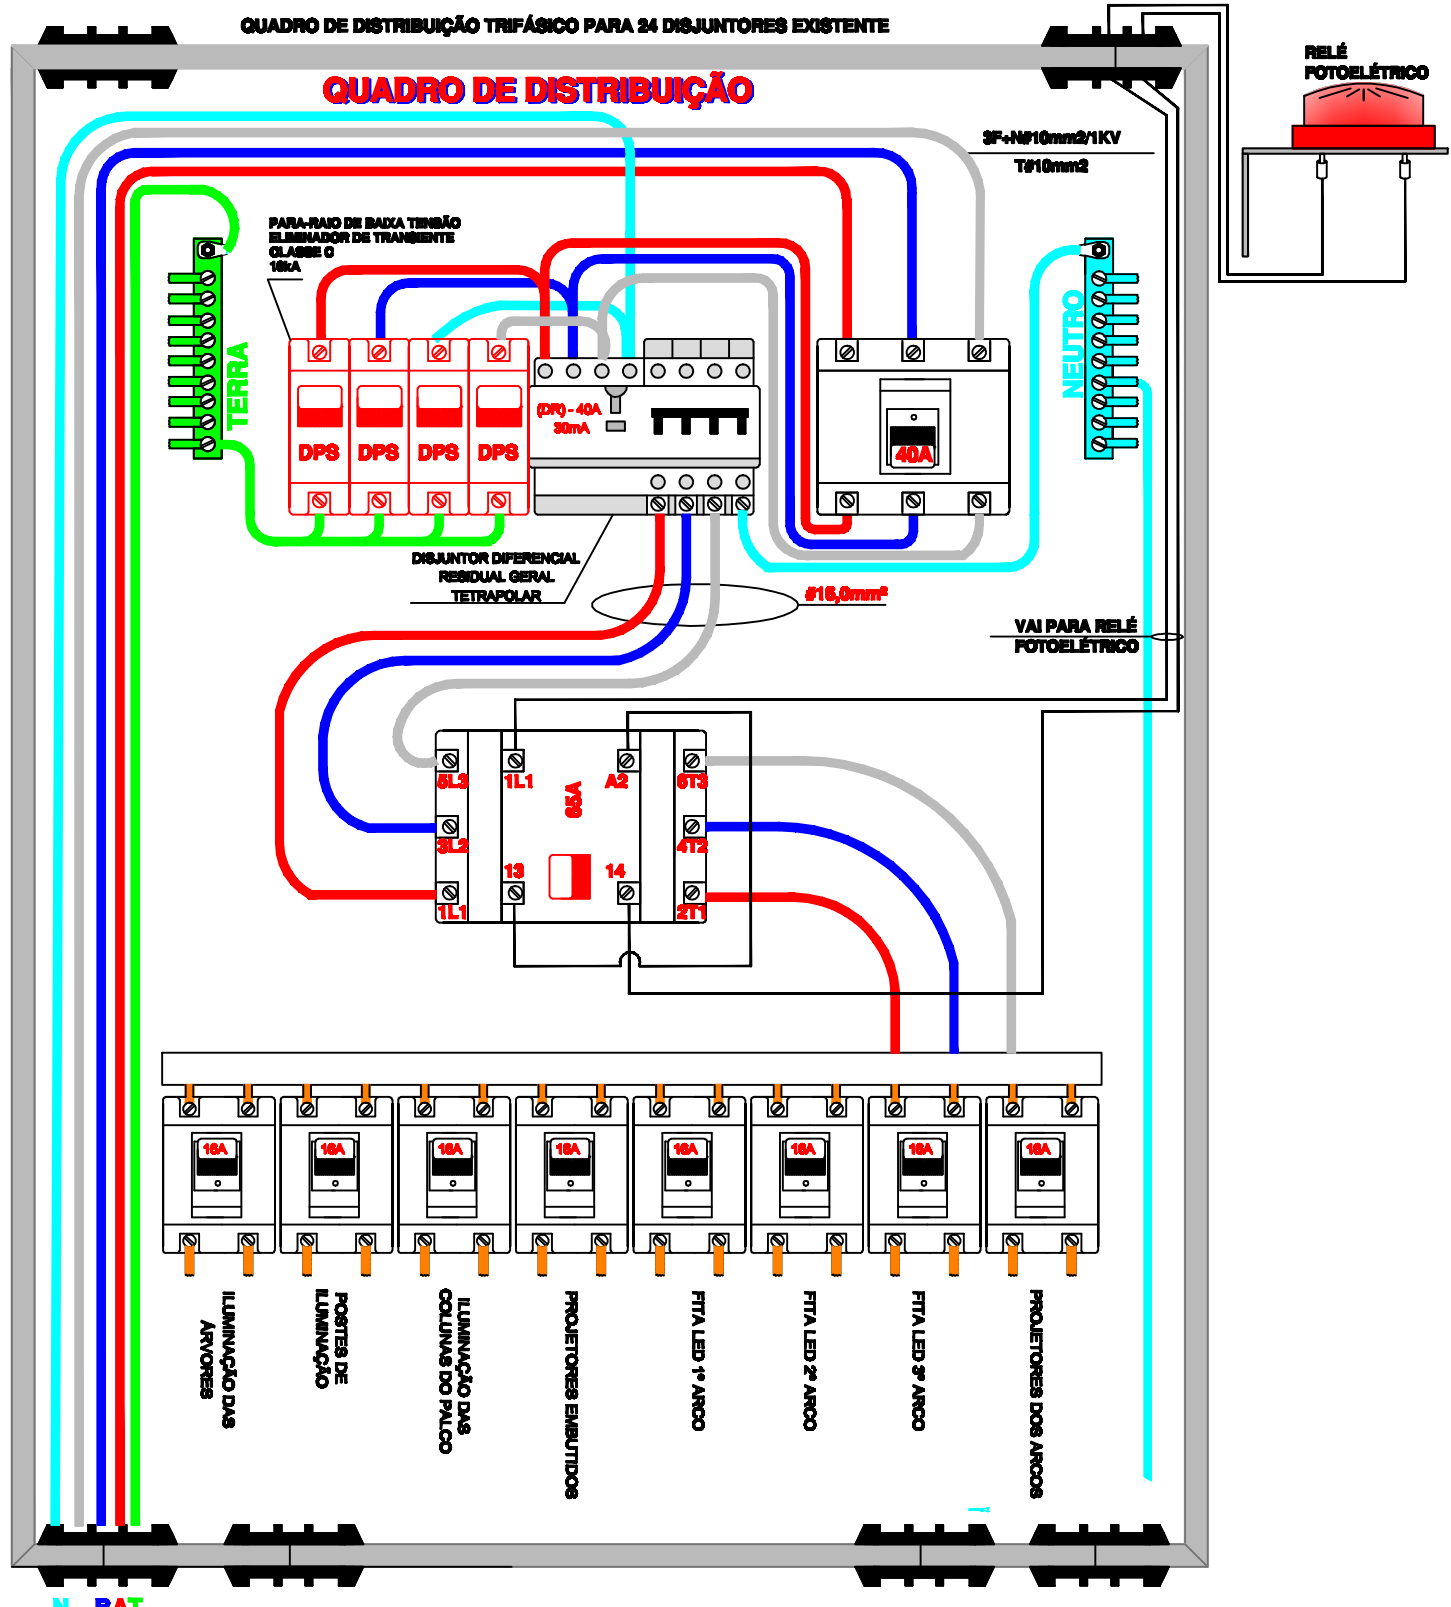 QUADRO DE DISTRIBUIÇÃO TRIFÁSICO PARA 24 DISJUNTORES EXISTENTE
QUADRO DE DISTRIBUIÇÃO
RELÉ
FOTOELÉTRICO
3F+N#10mm2/1KV
T#10mm2
PARA-RAIO DE BAIXA TENSÃO
ELIMINADOR DE TRANSIENTE
CLASSE C
18kA
TERRA
NEUTRO
DPS
DPS
DPS
DPS
(DR) - 40A
30mA
40A
DISJUNTOR DIFERENCIAL
RESIDUAL GERAL
TETRAPOLAR
#16,0mm²
VAI PARA RELÉ
FOTOELÉTRICO
5L3
1L1
A2
6T3
65A
3L2
4T2
13
14
1L1
2T1
16A
16A
16A
16A
16A
16A
16A
16A
ILUMINAÇÃO DAS
ÁRVORES
POSTES DE
ILUMINAÇÃO
ILUMINAÇÃO DAS
COLUNAS DO PALCO
PROJETORES EMBUTIDOS
FITA LED 1º ARCO
FITA LED 2º ARCO
FITA LED 3º ARCO
PROJETORES DOS ARCOS